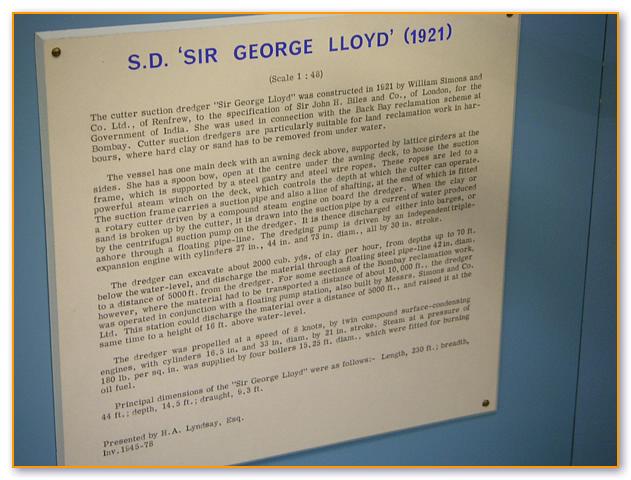 S.D. 'SIR GEORGE LLOYD' (1921)
(Scale 1 : 48)
The cutter suction dredger "Sir George Lloyd" was constructed in 1921 by William Simons and
Co. Ltd., of Renfrew, to the specification of Sir John H. Biles and Co., of London, for the
Government of India. She was used in connection with the Back Bay reclamation scheme at
Bombay. Cutter suction dredgers are particularly suitable for land reclamation work in har-
bours, where hard clay or sand has to be removed from under water.
The vessel has one main deck with an awning deck above, supported by lattice girders at the
sides. She has a spoon bow, open at the centre under the awning deck, to house the suction
frame, which is supported by a steel gantry and steel wire ropes. These ropes are led to a
powerful steam winch on the deck, which controls the depth at which the cutter can operate.
The suction frame carries a suction pipe and also a line of shafting, at the end of which is fitted
a rotary cutter driven by a compound steam engine on board the dredger. When the clay or
sand is broken up by the cutter, it is drawn into the suction pipe by a current of water produced
by the centrifugal suction pump on the dredger. It is thence discharged either into barges, or
ashore through a floating pipe-line. The dredging pump is driven by an independent triple-
expansion engine with cylinders 27 in., 44 in. and 73 in. diam., all by 30 in. stroke.
The dredger can excavate about 2000 cub. yds. of clay per hour, from depths up to 70 ft.
below the water-level, and discharge the material through a floating steel pipe-line 42 in. diam.
to a distance of 5000 ft. from the dredger. For some sections of the Bombay reclamation work,
however, where the material had to be transported a distance of about 10,000 ft., the dredger
was operated in conjunction with a floating pump station, also built by Messrs. Simons and Co.
Ltd. This station could discharge the material over a distance of 5000 ft., and raised it at the
same time to a height of 16 ft. above water-level.
The dredger was propelled at a speed of 8 knots, by twin compound surface-condensing
engines, with cylinders 16.5 in. and 33 in. diam. by 21 in. stroke. Steam at a pressure of
180 lb. per sq. in. was supplied by four boilers 15.25 ft. diam., which were fitted for burning
oil fuel.
Principal dimensions of the "Sir George Lloyd" were as follows:- Length, 230 ft.; breadth,
44 ft.; depth, 14.5 ft.; draught, 9.3 ft.
Presented by H.A. Lyndsay, Esq.
Inv.1945-78